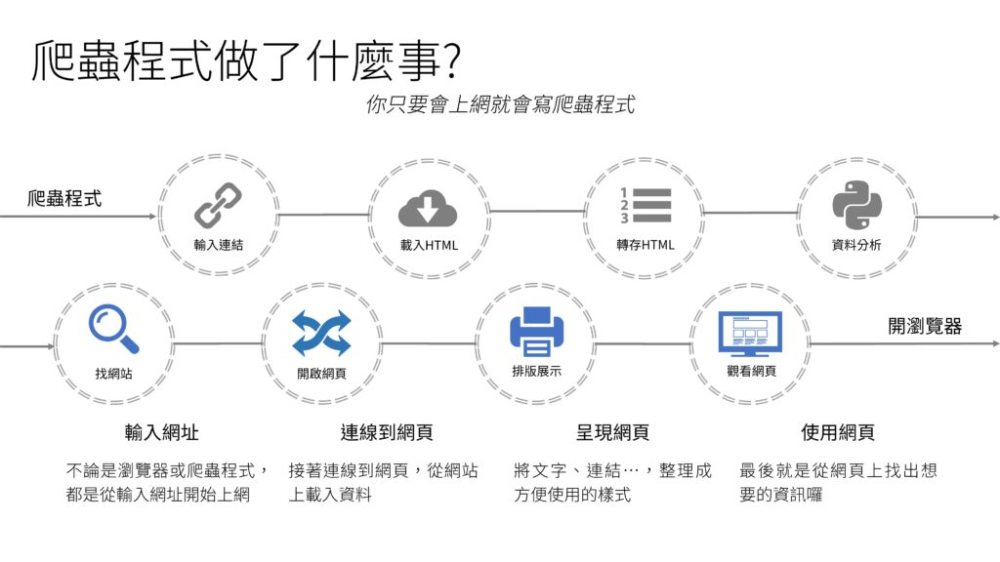 爬蟲程式做了什麼事?
你只要會上網就會寫爬蟲程式
爬蟲程式
輸入連結
載入HTML
1
2
3
轉存HTML
資料分析
開瀏覽器
找網站
開啟網頁
排版展示
觀看網頁
輸入網址
不論是瀏覽器或爬蟲程式，
都是從輸入網址開始上網
連線到網頁
接著連線到網頁，從網站
上載入資料
呈現網頁
將文字、連結…，整理成
方便使用的樣式
使用網頁
最後就是從網頁上找出想
要的資訊囉